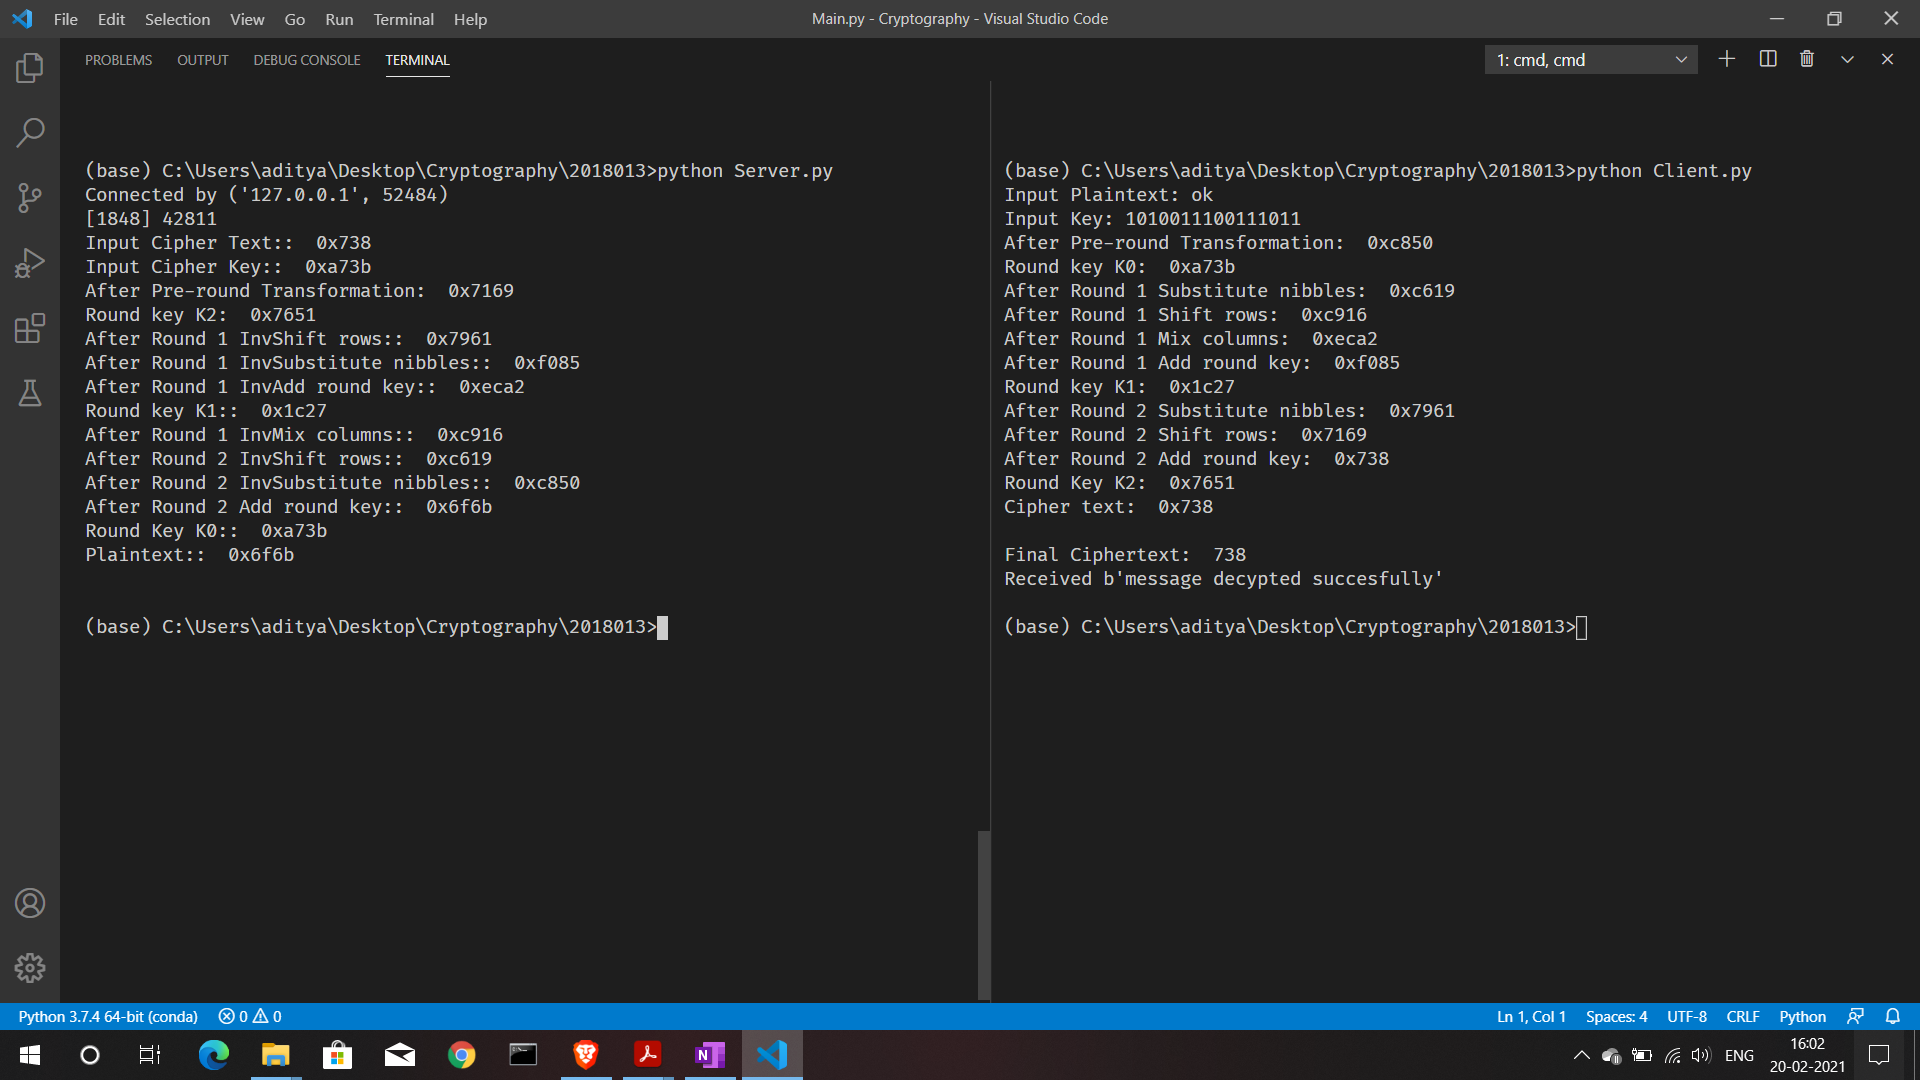 File Edit Selection View Go Run Terminal Help
Main.py - Cryptography - Visual Studio Code
PROBLEMS OUTPUT DEBUG CONSOLE TERMINAL
1: cmd, cmd
(base) C:\Users\aditya\Desktop\Cryptography\2018013>python Server.py
Connected by ('127.0.0.1', 52484)
[1848] 42811
Input Cipher Text::  0x738
Input Cipher Key::  0xa73b
After Pre-round Transformation:  0x7169
Round key K2:  0x7651
After Round 1 InvShift rows::  0x7961
After Round 1 InvSubstitute nibbles::  0xf085
After Round 1 InvAdd round key::  0xeca2
Round key K1::  0x1c27
After Round 1 InvMix columns::  0xc916
After Round 2 InvShift rows::  0xc619
After Round 2 InvSubstitute nibbles::  0xc850
After Round 2 Add round key::  0x6f6b
Round Key K0::  0xa73b
Plaintext::  0x6f6b
(base) C:\Users\aditya\Desktop\Cryptography\2018013>
(base) C:\Users\aditya\Desktop\Cryptography\2018013>python Client.py
Input Plaintext: ok
Input Key: 1010011100111011
After Pre-round Transformation:  0xc850
Round key K0:  0xa73b
After Round 1 Substitute nibbles:  0xc619
After Round 1 Shift rows:  0xc916
After Round 1 Mix columns:  0xeca2
After Round 1 Add round key:  0xf085
Round key K1:  0x1c27
After Round 2 Substitute nibbles:  0x7961
After Round 2 Shift rows:  0x7169
After Round 2 Add round key:  0x738
Round Key K2:  0x7651
Cipher text:  0x738
Final Ciphertext:  738
Received b'message decypted succesfully'
(base) C:\Users\aditya\Desktop\Cryptography\2018013>
Python 3.7.4 64-bit (conda) 0 0
Ln 1, Col 1 Spaces: 4 UTF-8 CRLF Python
ENG
16:02
20-02-2021